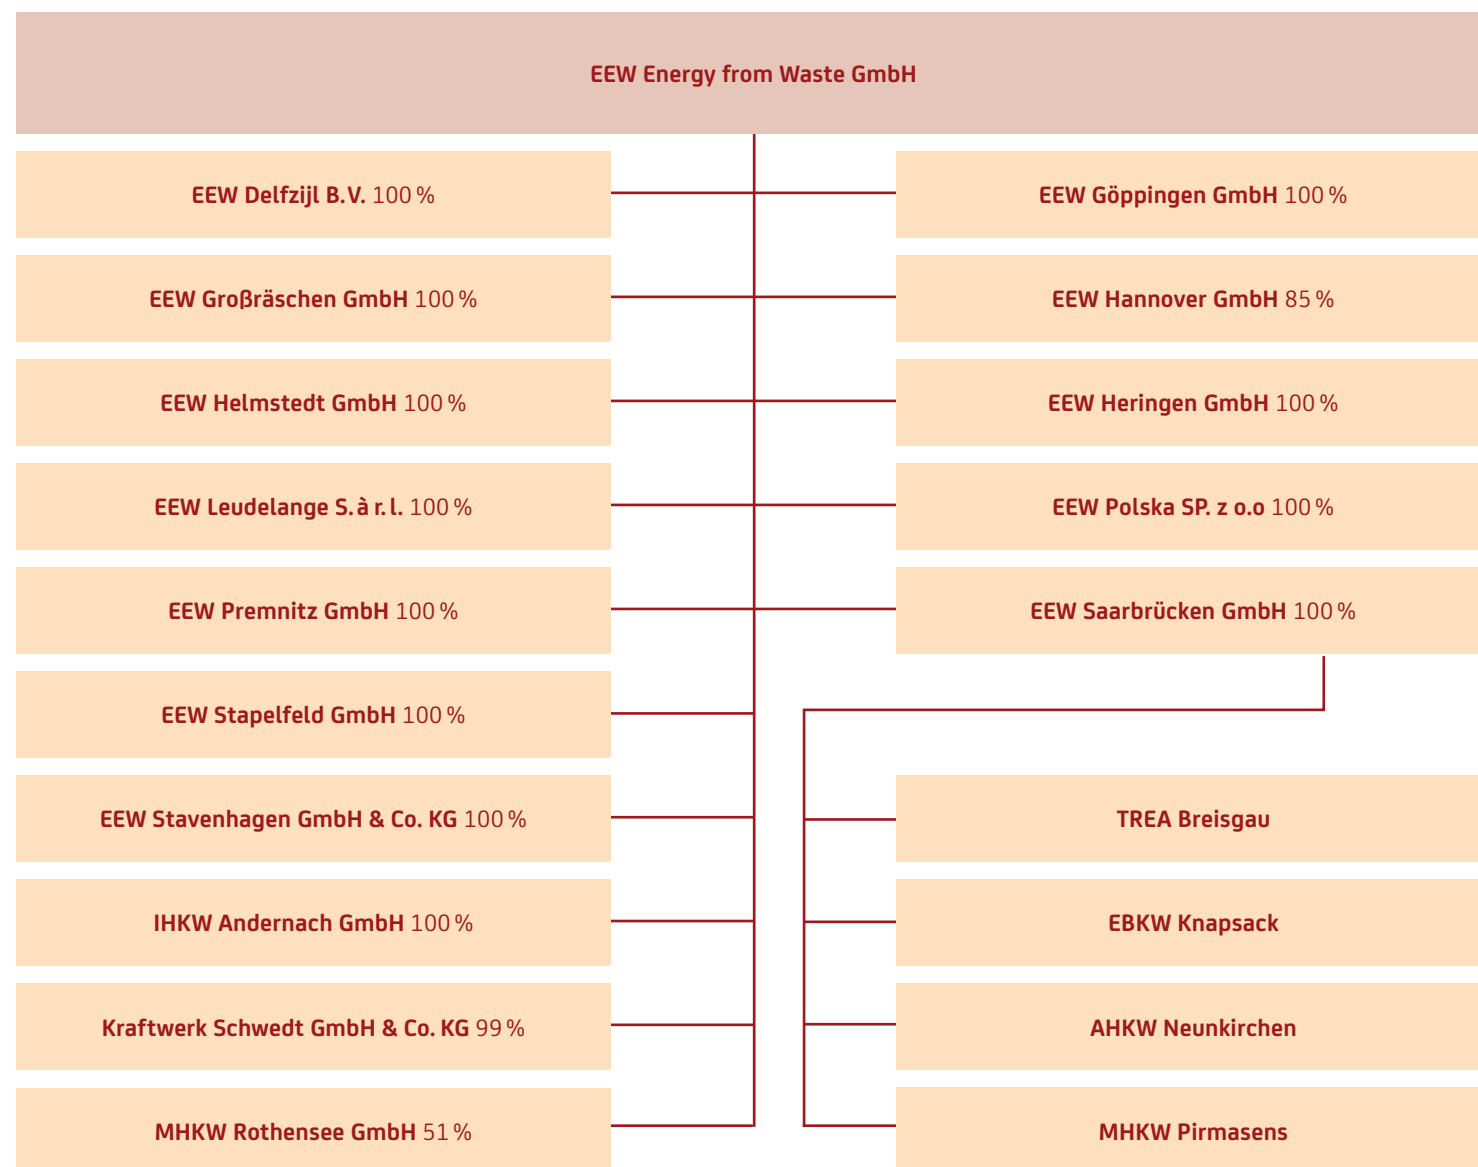 EEW Energy from Waste GmbH
EEW Delfzijl B.V. 100 %
EEW Göppingen GmbH 100 %
EEW Großräschen GmbH 100 %
EEW Hannover GmbH 85 %
EEW Helmstedt GmbH 100 %
EEW Heringen GmbH 100 %
EEW Leudelange S. à r. l. 100 %
EEW Polska SP. z o.o 100 %
EEW Premnitz GmbH 100 %
EEW Saarbrücken GmbH 100 %
EEW Stapelfeld GmbH 100 %
EEW Stavenhagen GmbH & Co. KG 100 %
TREA Breisgau
IHKW Andernach GmbH 100 %
EBKW Knapsack
Kraftwerk Schwedt GmbH & Co. KG 99 %
AHKW Neunkirchen
MHKW Rothensee GmbH 51 %
MHKW Pirmasens